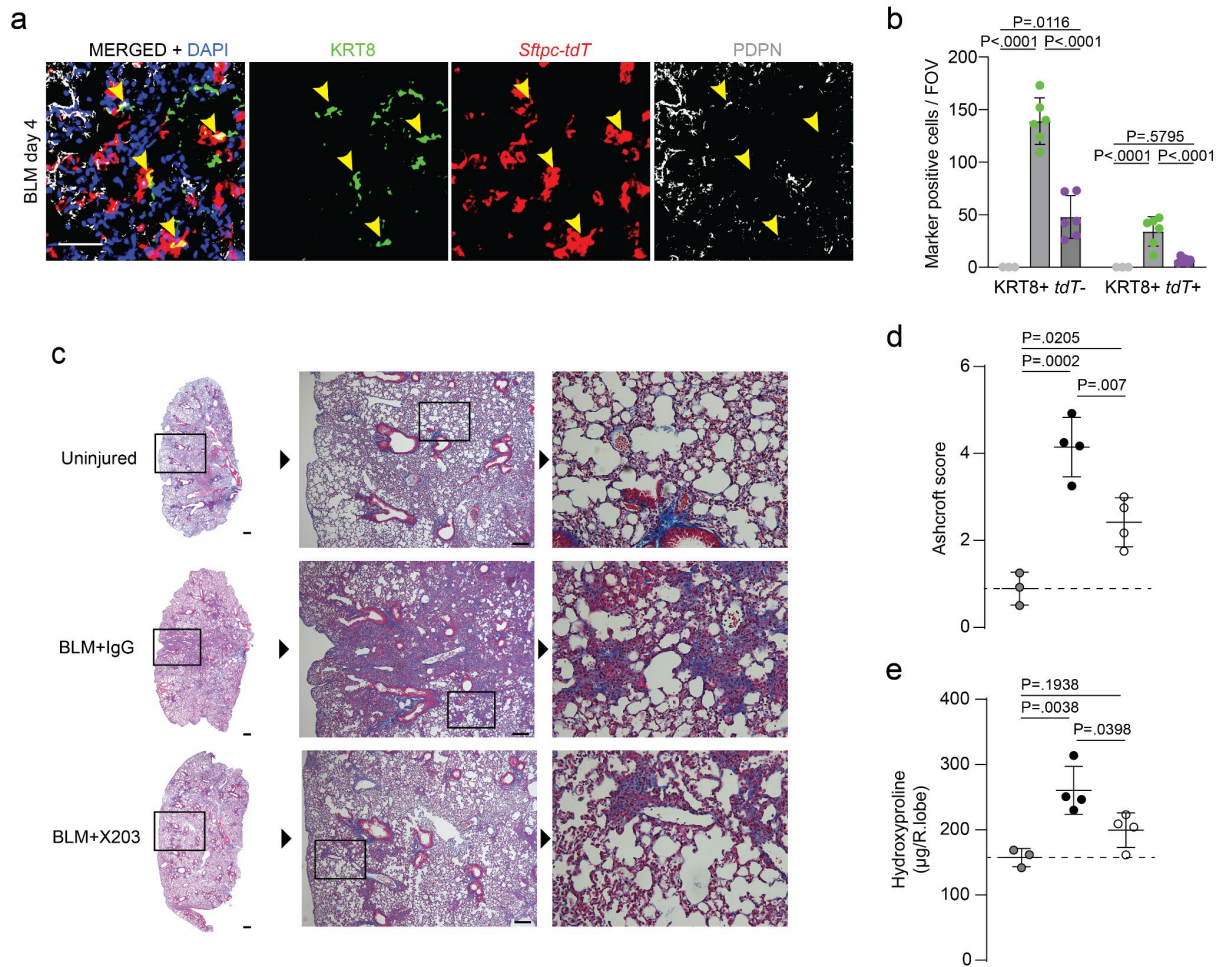 a
MERGED + DAPI
KRT8
Sftpc-tdT
PDPN
BLM day 4
b
P=.0116
P<.0001 P<.0001
P=.5795
P<.0001 P<.0001
Marker positive cells / FOV
200
150
100
50
0
KRT8+ tdT-
KRT8+ tdT+
c
Uninjured
BLM+IgG
BLM+X203
d
P=.0205
P=.0002
P=.007
Ashcroft score
6
4
2
0
e
P=.1938
P=.0038
P=.0398
Hydroxyproline
(µg/R.lobe)
400
300
200
100
0